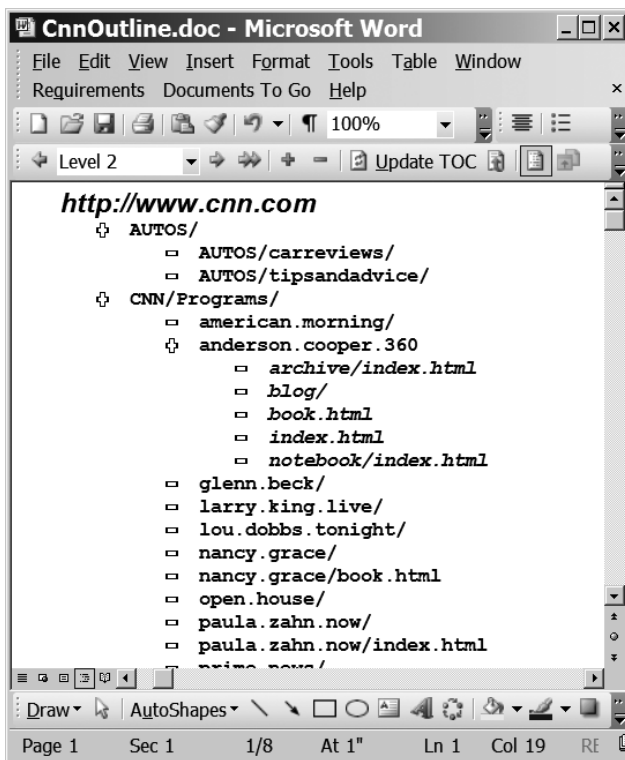 CnnOutline.doc - Microsoft Word
File Edit View Insert Format Tools Table Window
Requirements Documents To Go Help
100%
Level 2 Update TOC
http://www.cnn.com
AUTOS/
AUTOS/carreviews/
AUTOS/tipsandadvice/
CNN/Programs/
american.morning/
anderson.cooper.360
archive/index.html
blog/
book.html
index.html
notebook/index.html
glenn.beck/
larry.king.live/
lou.dobbs.tonight/
nancy.grace/
nancy.grace/book.html
open.house/
paula.zahn.now/
paula.zahn.now/index.html
prime.news/
Draw AutoShapes
Page 1 Sec 1 1/8 At 1" Ln 1 Col 19 RE